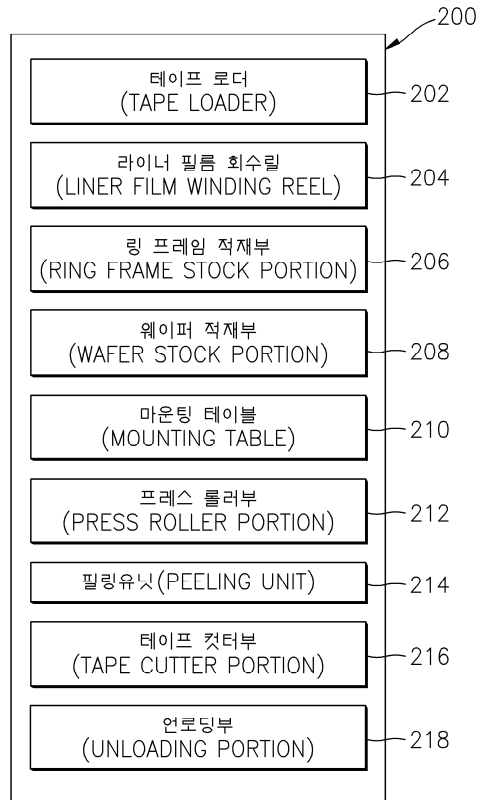 200
테이프 로더
(TAPE LOADER)
202
라이너 필름 회수릴
(LINER FILM WINDING REEL)
204
링 프레임 적재부
(RING FRAME STOCK PORTION)
206
웨이퍼 적재부
(WAFER STOCK PORTION)
208
마운팅 테이블
(MOUNTING TABLE)
210
프레스 롤러부
(PRESS ROLLER PORTION)
212
필링유닛(PEELING UNIT)
214
테이프 컷터부
(TAPE CUTTER PORTION)
216
언로딩부
(UNLOADING PORTION)
218